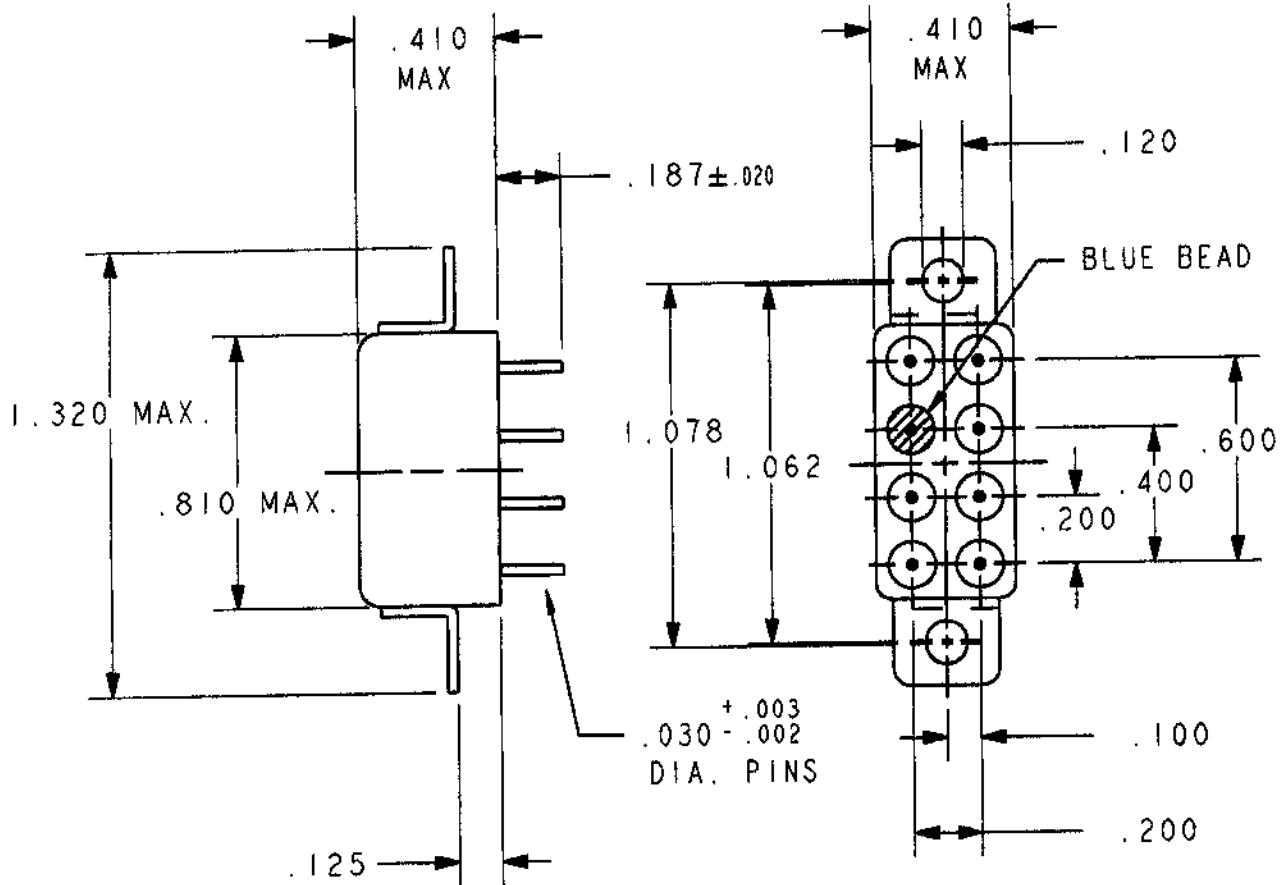 .410
MAX
.410
MAX
.120
.187±.020
BLUE BEAD
1.320 MAX.
.810 MAX.
1.078
1.062
.600
.400
.200
+.003
.030 -.002
DIA. PINS
.100
.200
.125